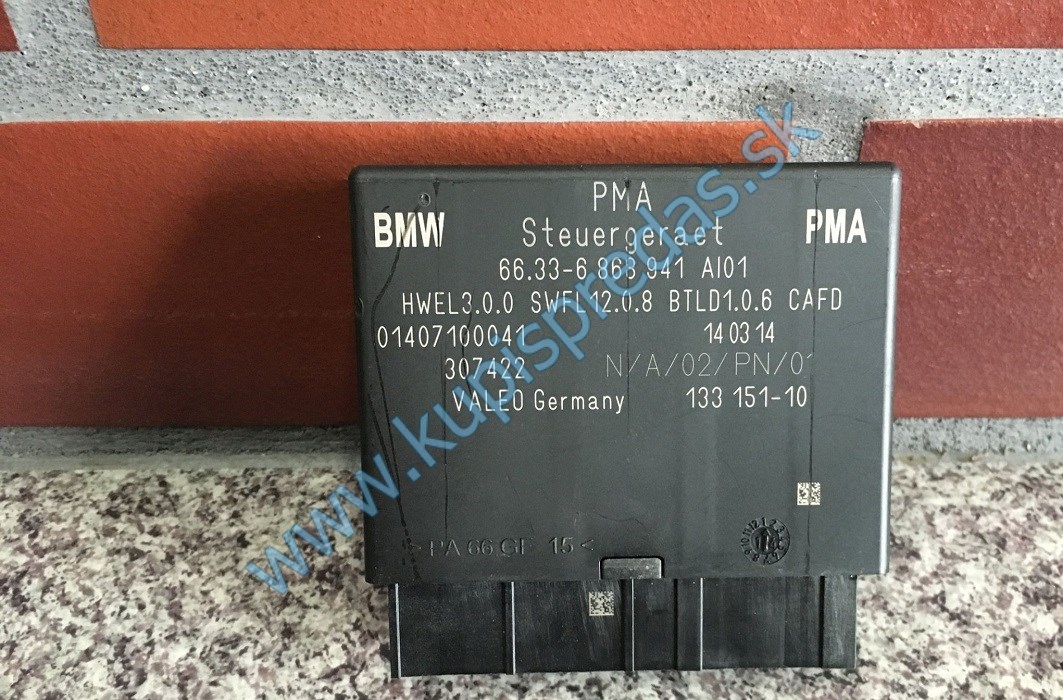 PMA
BMW Steuergeraet PMA
66.33-6 868 941 AI01
HWEL3.0.0 SWFL12.0.8 BTLD1.0.6 CAFD
01407100041 14 03 14
307422 N/A/02/PN/01
VALEO Germany 133 151-10
>PA 66 GF 15<
www.kupispredas.sk